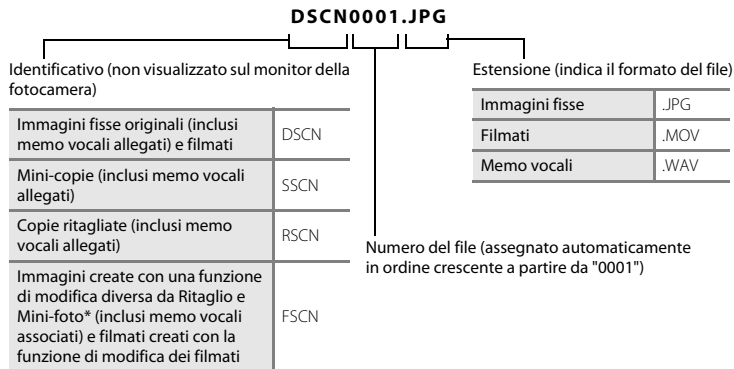 DSCN0001.JPG
Identificativo (non visualizzato sul monitor della
fotocamera)
Immagini fisse originali (inclusi
memo vocali allegati) e filmati
DSCN
Mini-copie (inclusi memo vocali
allegati)
SSCN
Copie ritagliate (inclusi memo
vocali allegati)
RSCN
Immagini create con una funzione
di modifica diversa da Ritaglio e
Mini-foto* (inclusi memo vocali
associati) e filmati creati con la
funzione di modifica dei filmati
FSCN
Numero del file (assegnato automaticamente
in ordine crescente a partire da "0001")
Estensione (indica il formato del file)
Immagini fisse
.JPG
Filmati
.MOV
Memo vocali
.WAV